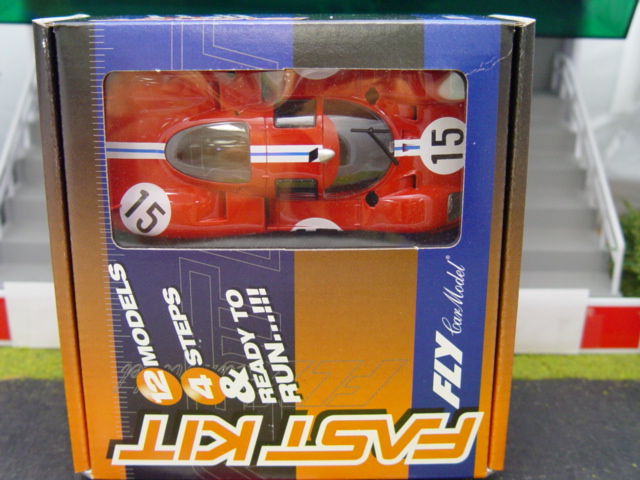 15
15
12 MODELS
4 STEPS
&
READY TO
RUN...!!!
FLY Car Model®
FAST KIT